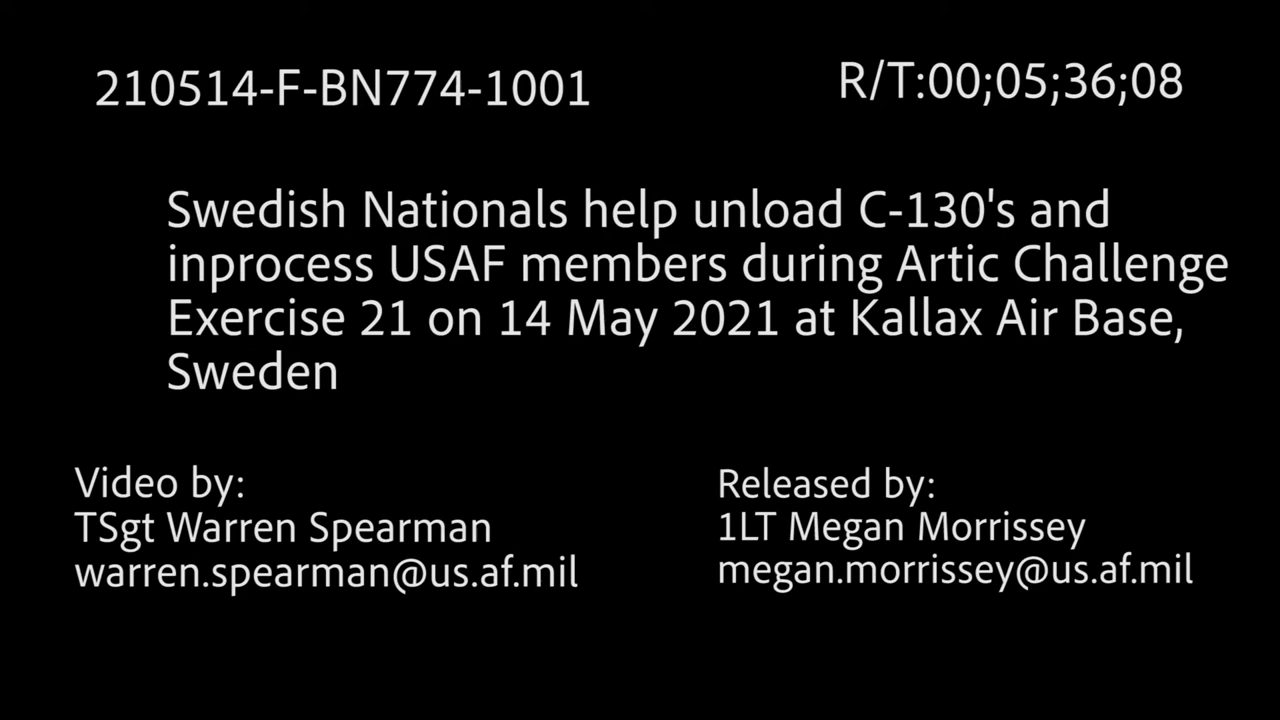 210514-F-BN774-1001
R/T:00;05;36;08
Swedish Nationals help unload C-130's and
inprocess USAF members during Artic Challenge
Exercise 21 on 14 May 2021 at Kallax Air Base,
Sweden
Video by:
TSgt Warren Spearman
warren.spearman@us.af.mil
Released by:
1LT Megan Morrissey
megan.morrissey@us.af.mil